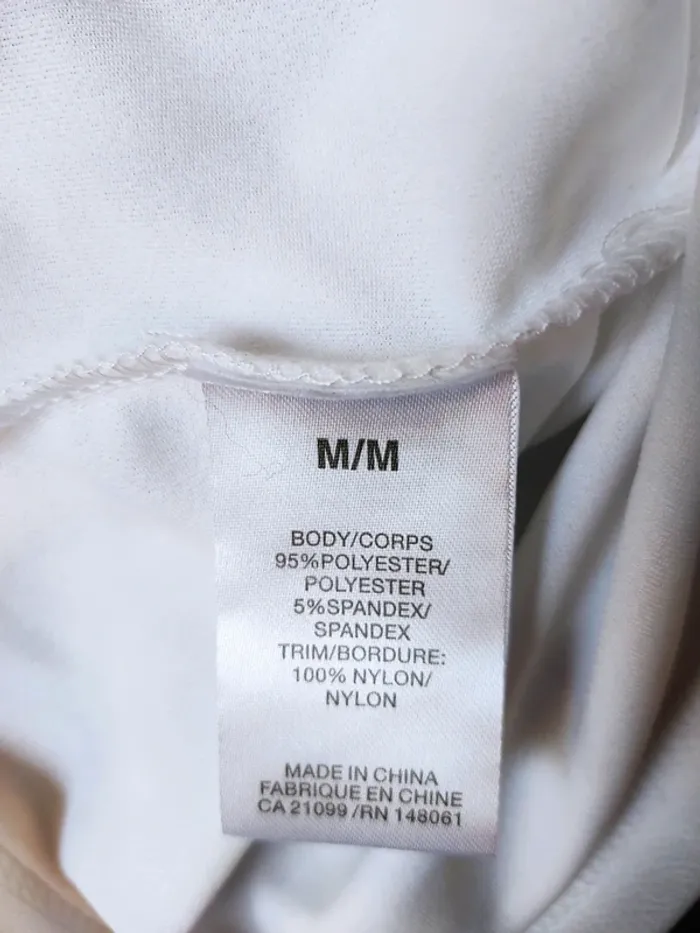 M/M
BODY/CORPS
95%POLYESTER/
POLYESTER
5%SPANDEX/
SPANDEX
TRIM/BORDURE:
100% NYLON/
NYLON
MADE IN CHINA
FABRIQUE EN CHINE
CA 21099 /RN 148061